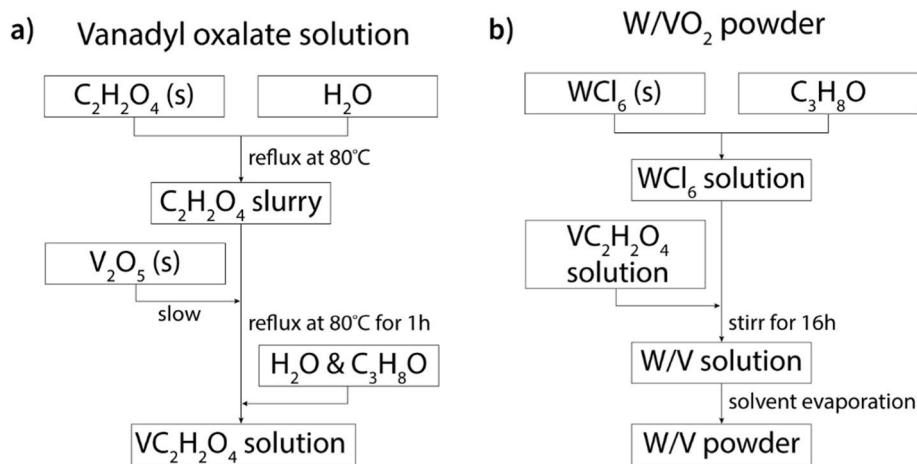 a)
Vanadyl oxalate solution
C₂H₂O₄ (s)
H₂O
reflux at 80°C
C₂H₂O₄ slurry
V₂O₅ (s)
slow
reflux at 80°C for 1h
H₂O & C₃H₈O
VC₂H₂O₄ solution
b)
W/VO₂ powder
WCl₆ (s)
C₃H₈O
WCl₆ solution
VC₂H₂O₄
solution
stirr for 16h
W/V solution
solvent evaporation
W/V powder